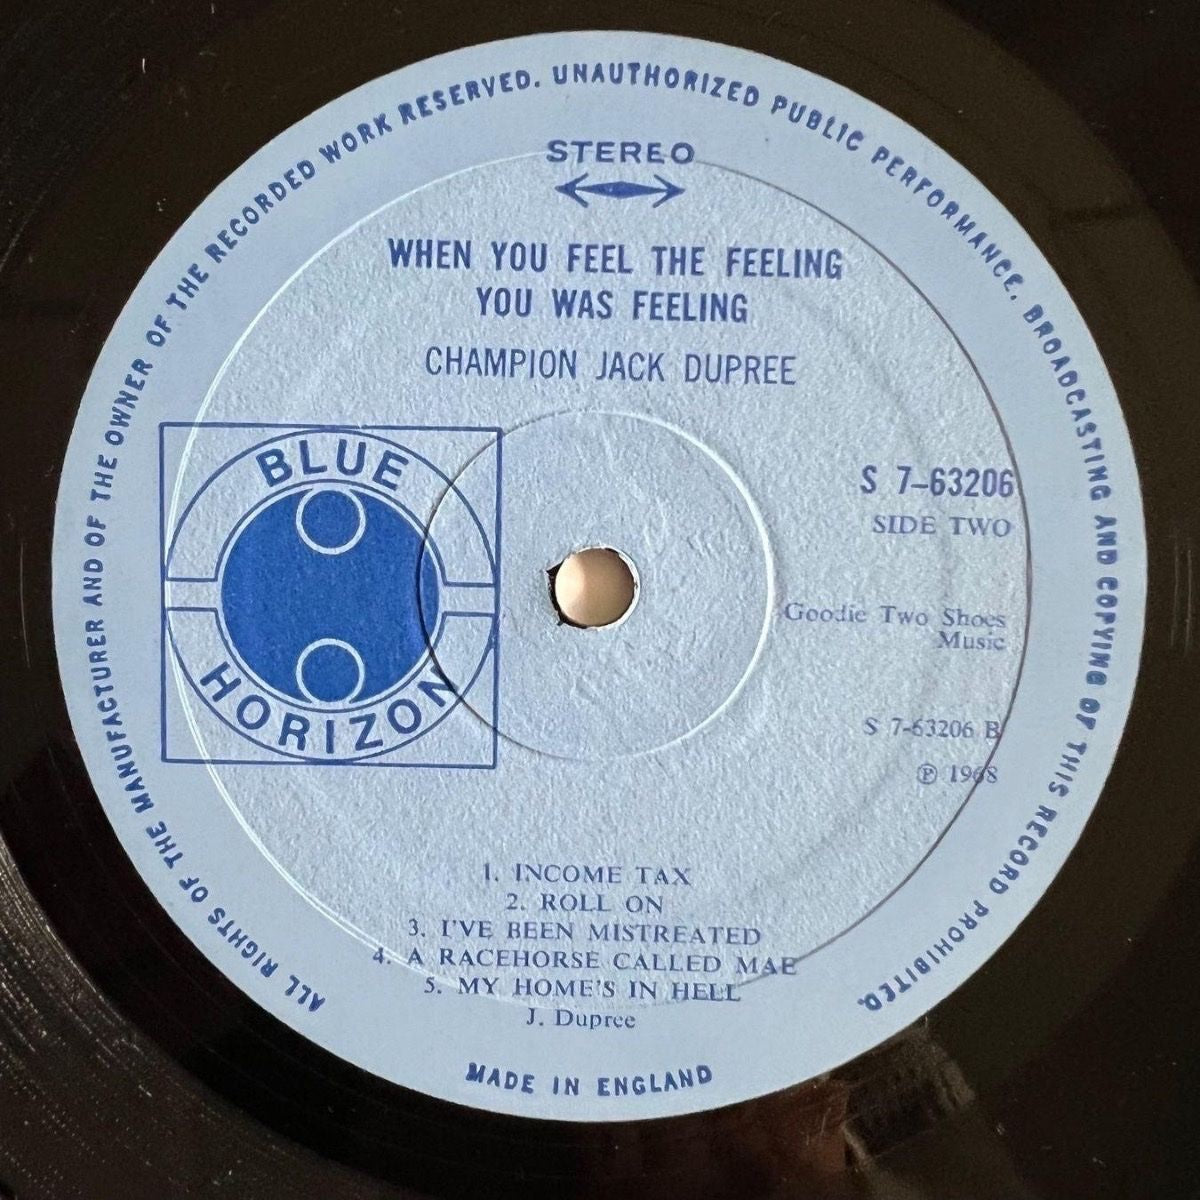 ALL RIGHTS OF THE MANUFACTURER AND OF THE OWNER OF THE RECORDED WORK RESERVED. UNAUTHORIZED PUBLIC PERFORMANCE, BROADCASTING AND COPYING OF THIS RECORD PROHIBITED.
STEREO
WHEN YOU FEEL THE FEELING
YOU WAS FEELING
CHAMPION JACK DUPREE
BLUE
HORIZON
S 7-63206
SIDE TWO
Goodie Two Shoes
Music
S 7-63206 B
℗ 1968
1. INCOME TAX
2. ROLL ON
3. I'VE BEEN MISTREATED
4. A RACEHORSE CALLED MAE
5. MY HOME'S IN HELL
J. Dupree
MADE IN ENGLAND